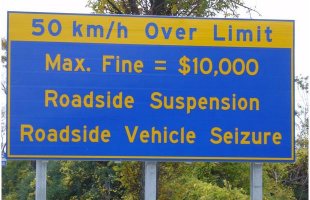 50 km/h Over Limit
Max. Fine = $10,000
Roadside Suspension
Roadside Vehicle Seizure